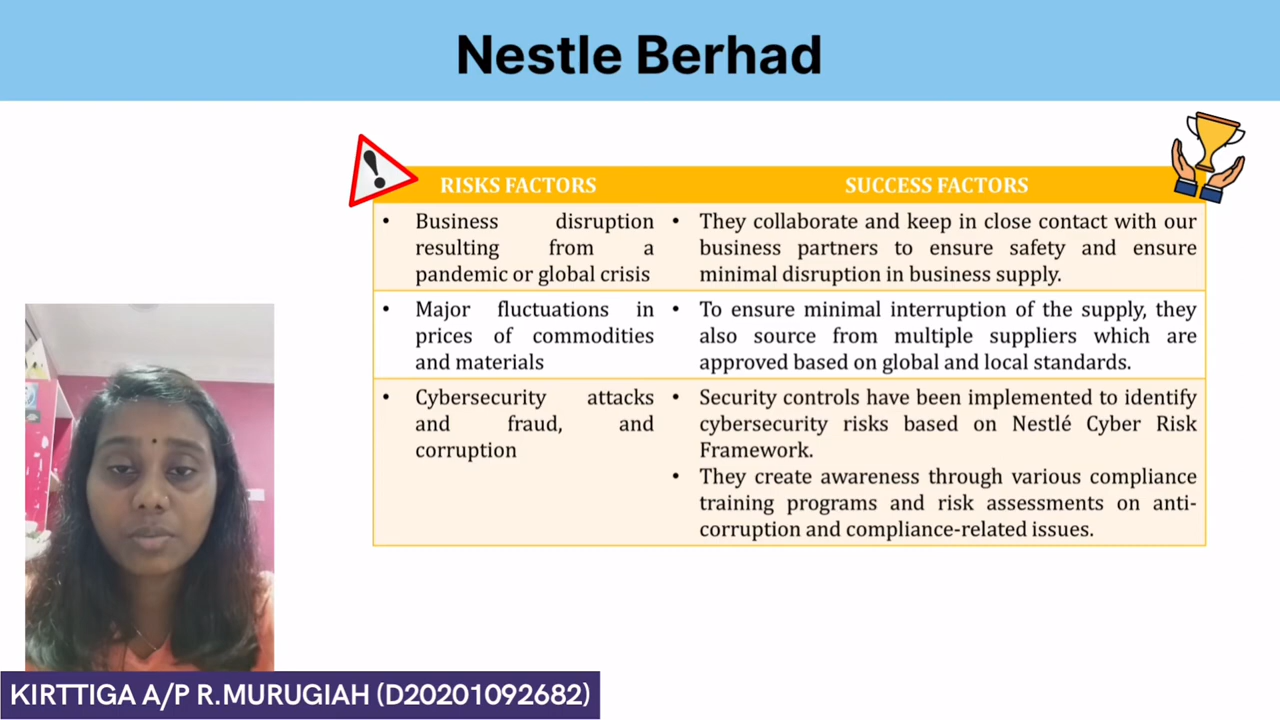 Nestle Berhad
RISKS FACTORS
SUCCESS FACTORS
• Business disruption
resulting from a
pandemic or global crisis
• They collaborate and keep in close contact with our
business partners to ensure safety and ensure
minimal disruption in business supply.
• Major fluctuations in
prices of commodities
and materials
• To ensure minimal interruption of the supply, they
also source from multiple suppliers which are
approved based on global and local standards.
• Cybersecurity attacks
and fraud, and
corruption
• Security controls have been implemented to identify
cybersecurity risks based on Nestlé Cyber Risk
Framework.
• They create awareness through various compliance
training programs and risk assessments on anti-
corruption and compliance-related issues.
KIRTTIGA A/P R.MURUGIAH (D20201092682)